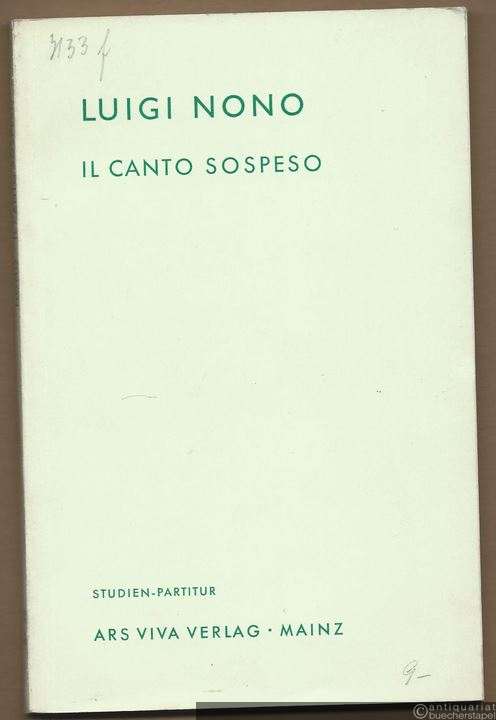 3133 f
LUIGI NONO
IL CANTO SOSPESO
STUDIEN-PARTITUR
ARS VIVA VERLAG · MAINZ
9–
©antiquariat
buecherstapel